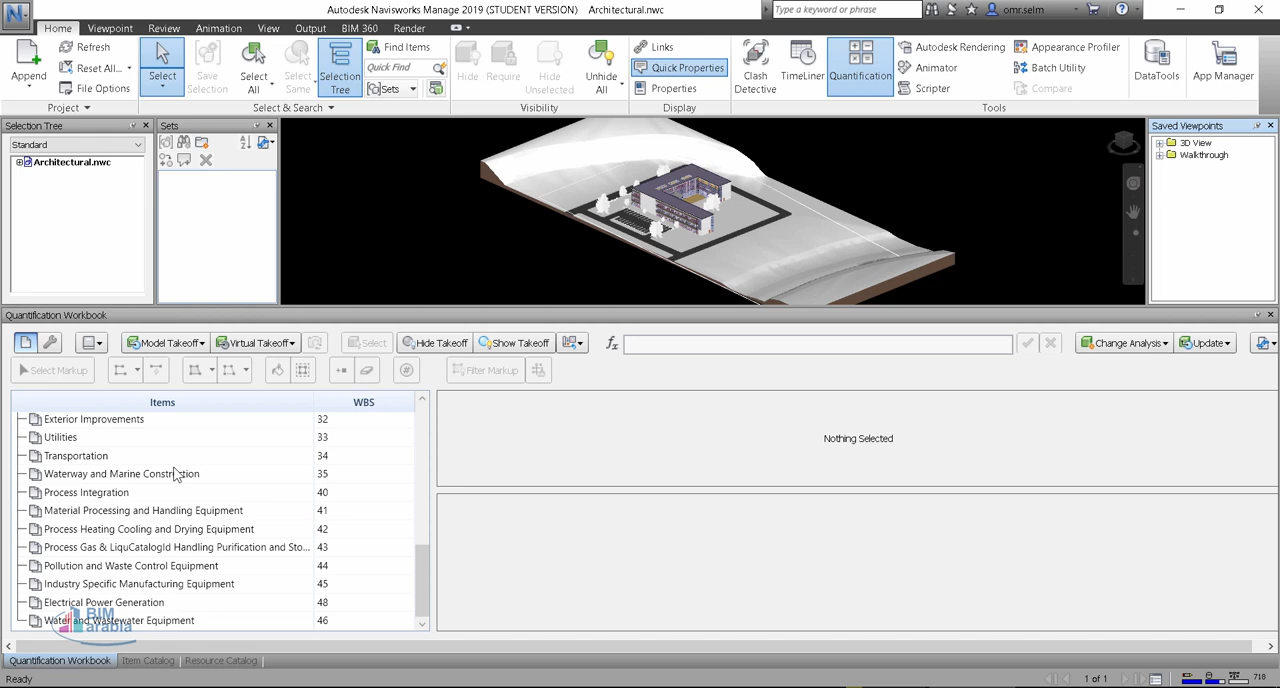 Autodesk Navisworks Manage 2019 (STUDENT VERSION) Architectural.nwc
Type a keyword or phrase
omr.selm
Home Viewpoint Review Animation View Output BIM 360 Render
Append
Refresh
Reset All...
File Options
Project
Select
Save Selection
Select All
Select Same
Selection Tree
Find Items
Quick Find
Sets
Select & Search
Hide
Require
Hide Unselected
Unhide All
Visibility
Links
Quick Properties
Properties
Display
Clash Detective
TimeLiner
Quantification
Autodesk Rendering
Animator
Scripter
Appearance Profiler
Batch Utility
Compare
Tools
DataTools
App Manager
Selection Tree
Standard
Architectural.nwc
Sets
Saved Viewpoints
3D View
Walkthrough
Quantification Workbook
Model Takeoff Virtual Takeoff Select Hide Takeoff Show Takeoff fx Change Analysis Update
Select Markup Filter Markup
Items WBS
Exterior Improvements 32
Utilities 33
Transportation 34
Waterway and Marine Construction 35
Process Integration 40
Material Processing and Handling Equipment 41
Process Heating Cooling and Drying Equipment 42
Process Gas & LiquCatalogId Handling Purification and Sto... 43
Pollution and Waste Control Equipment 44
Industry Specific Manufacturing Equipment 45
Electrical Power Generation 48
Water and Wastewater Equipment 46
Nothing Selected
BIM
arabia
Quantification Workbook Item Catalog Resource Catalog
Ready 1 of 1 718